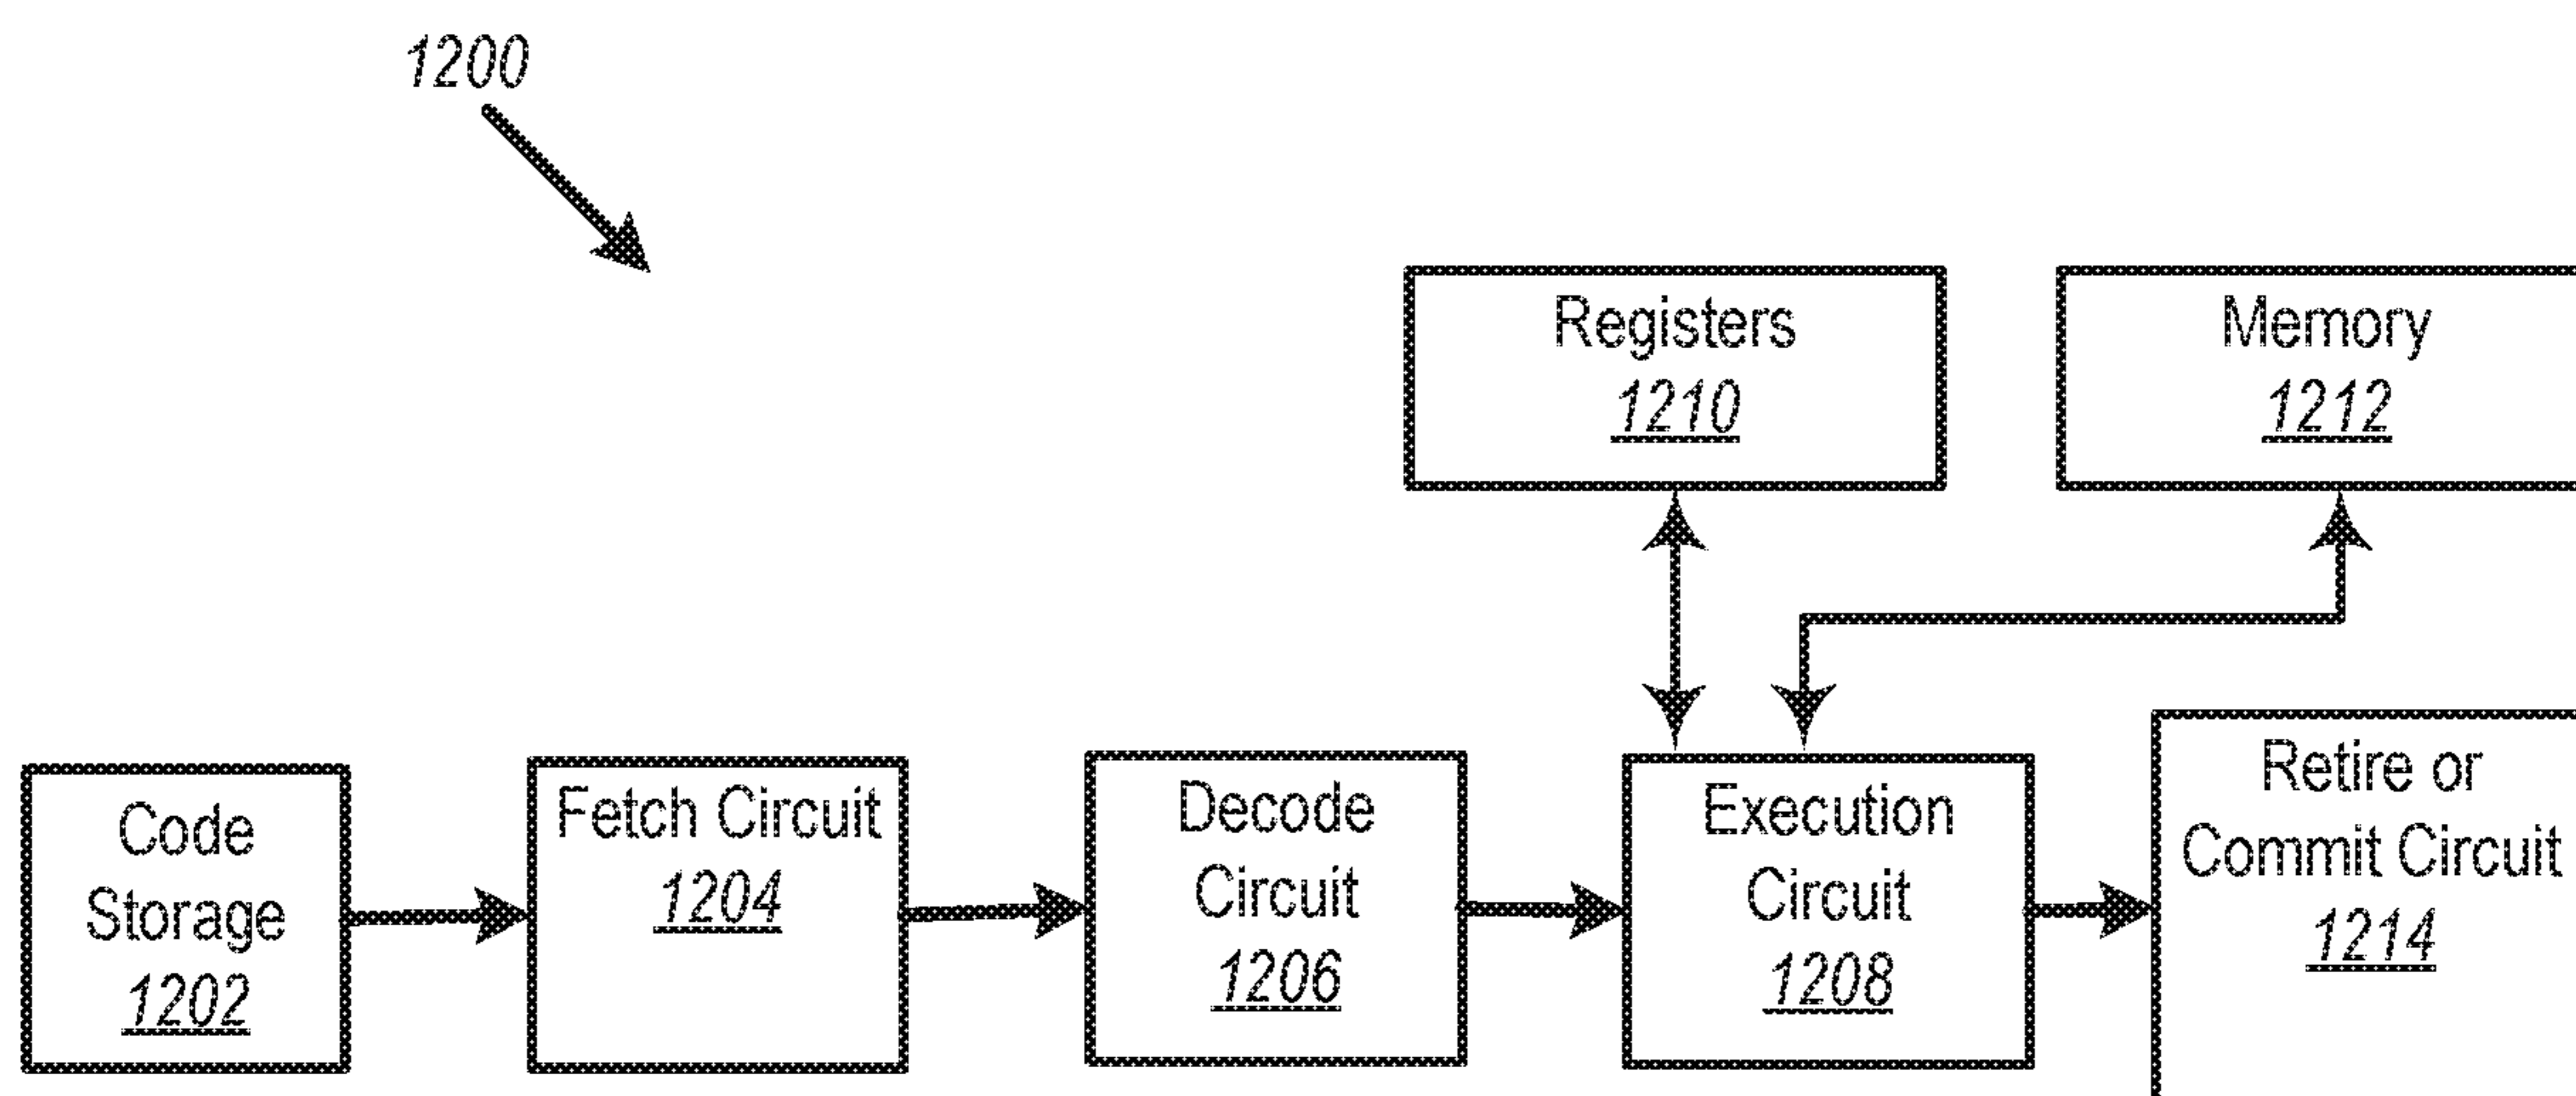 1200
Registers
1210
Memory
1212
Code
Storage
1202
Fetch Circuit
1204
Decode
Circuit
1206
Execution
Circuit
1208
Retire or
Commit Circuit
1214